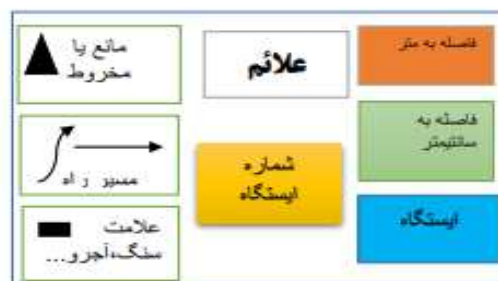 فاصله به متر
علائم
مانع یا
مخروط
فاصله به
سانتیمتر
شماره
ایستگاه
مسیر راه
ایستگاه
علامت
سنگ،آجرو...